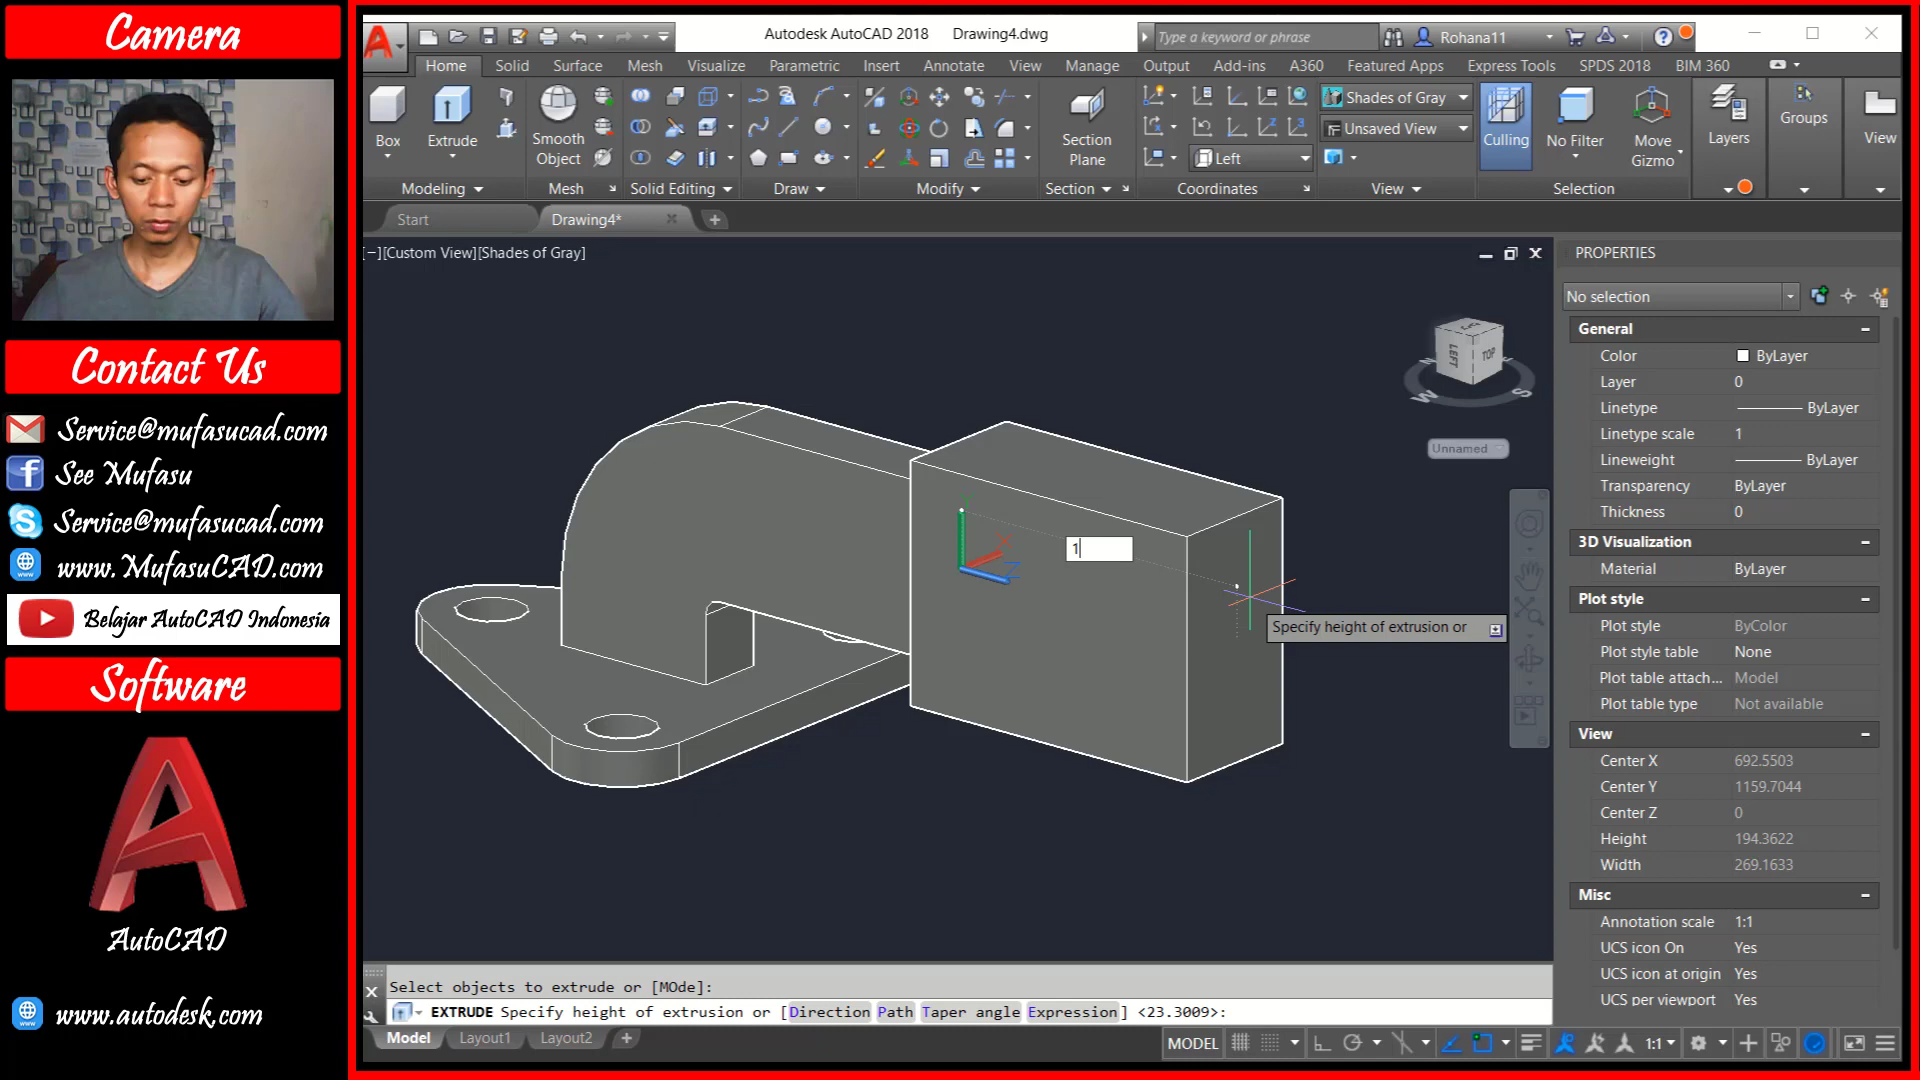 Camera
Contact Us
Service@mufasucad.com
See Mufasu
Service@mufasucad.com
www.MufasuCAD.com
Belajar AutoCAD Indonesia
Software
AutoCAD
www.autodesk.com
Autodesk AutoCAD 2018 Drawing4.dwg
Type a keyword or phrase
Rohana11
Home Solid Surface Mesh Visualize Parametric Insert Annotate View Manage Output Add-ins A360 Featured Apps Express Tools SPDS 2018 BIM 360
Box
Extrude
Smooth Object
Section Plane
Shades of Gray
Unsaved View
Left
Culling
No Filter
Move Gizmo
Layers
Groups
View
Modeling Mesh Solid Editing Draw Modify Section Coordinates View Selection
Start Drawing4*
[−][Custom View][Shades of Gray]
LEFT TOP
W S
Unnamed
Y
X
Z
1
Specify height of extrusion or
PROPERTIES
No selection
General
Color ByLayer
Layer 0
Linetype ByLayer
Linetype scale 1
Lineweight ByLayer
Transparency ByLayer
Thickness 0
3D Visualization
Material ByLayer
Plot style
Plot style ByColor
Plot style table None
Plot table attach... Model
Plot table type Not available
View
Center X 692.5503
Center Y 1159.7044
Center Z 0
Height 194.3622
Width 269.1633
Misc
Annotation scale 1:1
UCS icon On Yes
UCS icon at origin Yes
UCS per viewport Yes
Select objects to extrude or [MOde]:
EXTRUDE Specify height of extrusion or [Direction Path Taper angle Expression] <23.3009>:
Model Layout1 Layout2
MODEL 1:1